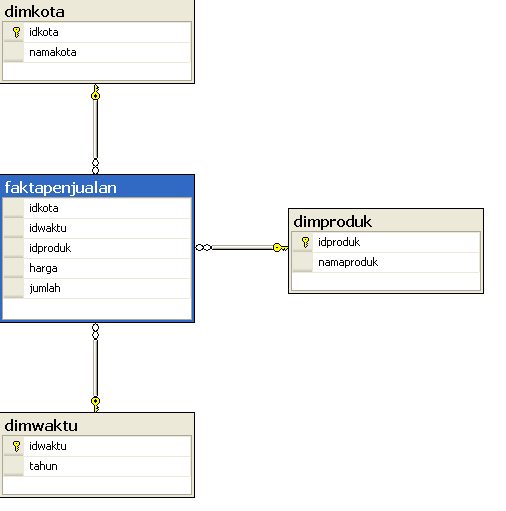 dimkota
idkota
namakota
faktapenjualan
idkota
idwaktu
idproduk
harga
jumlah
dimproduk
idproduk
namaproduk
dimwaktu
idwaktu
tahun